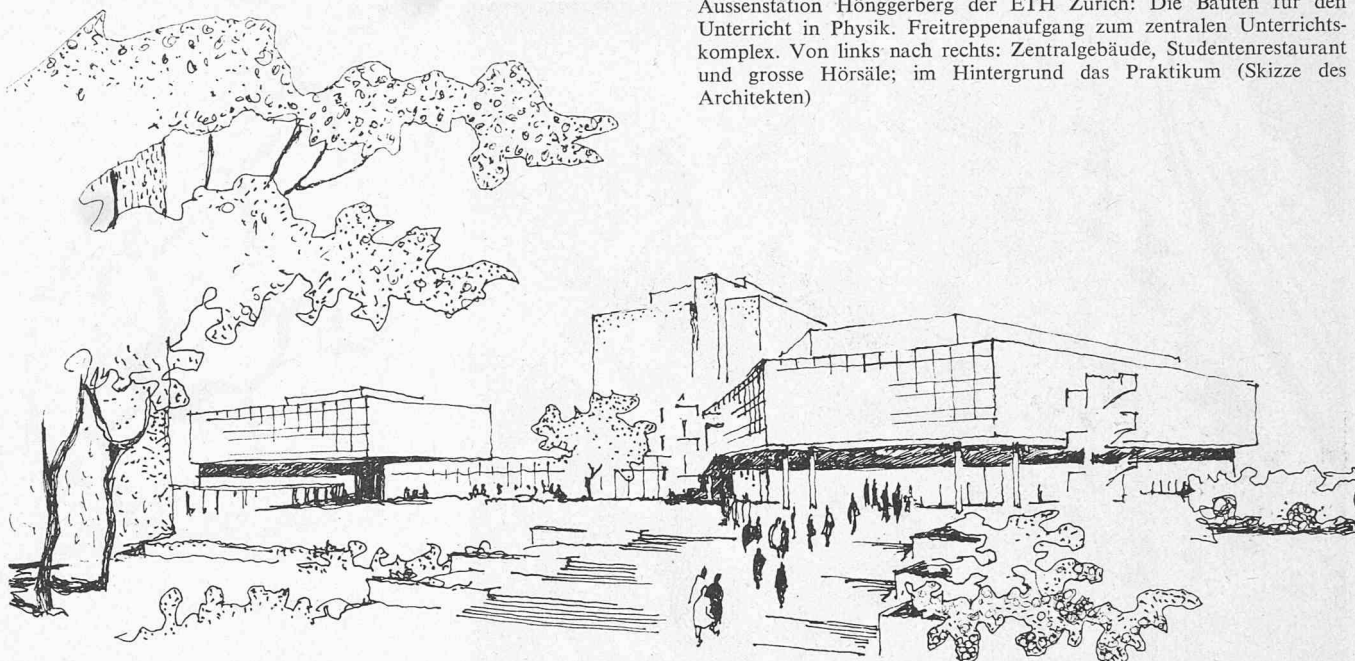 Aussenstation Hönggerberg der ETH Zürich: Die Bauten für den
Unterricht in Physik. Freitreppenaufgang zum zentralen Unterrichts-
komplex. Von links nach rechts: Zentralgebäude, Studentenrestaurant
und grosse Hörsäle; im Hintergrund das Praktikum (Skizze des
Architekten)